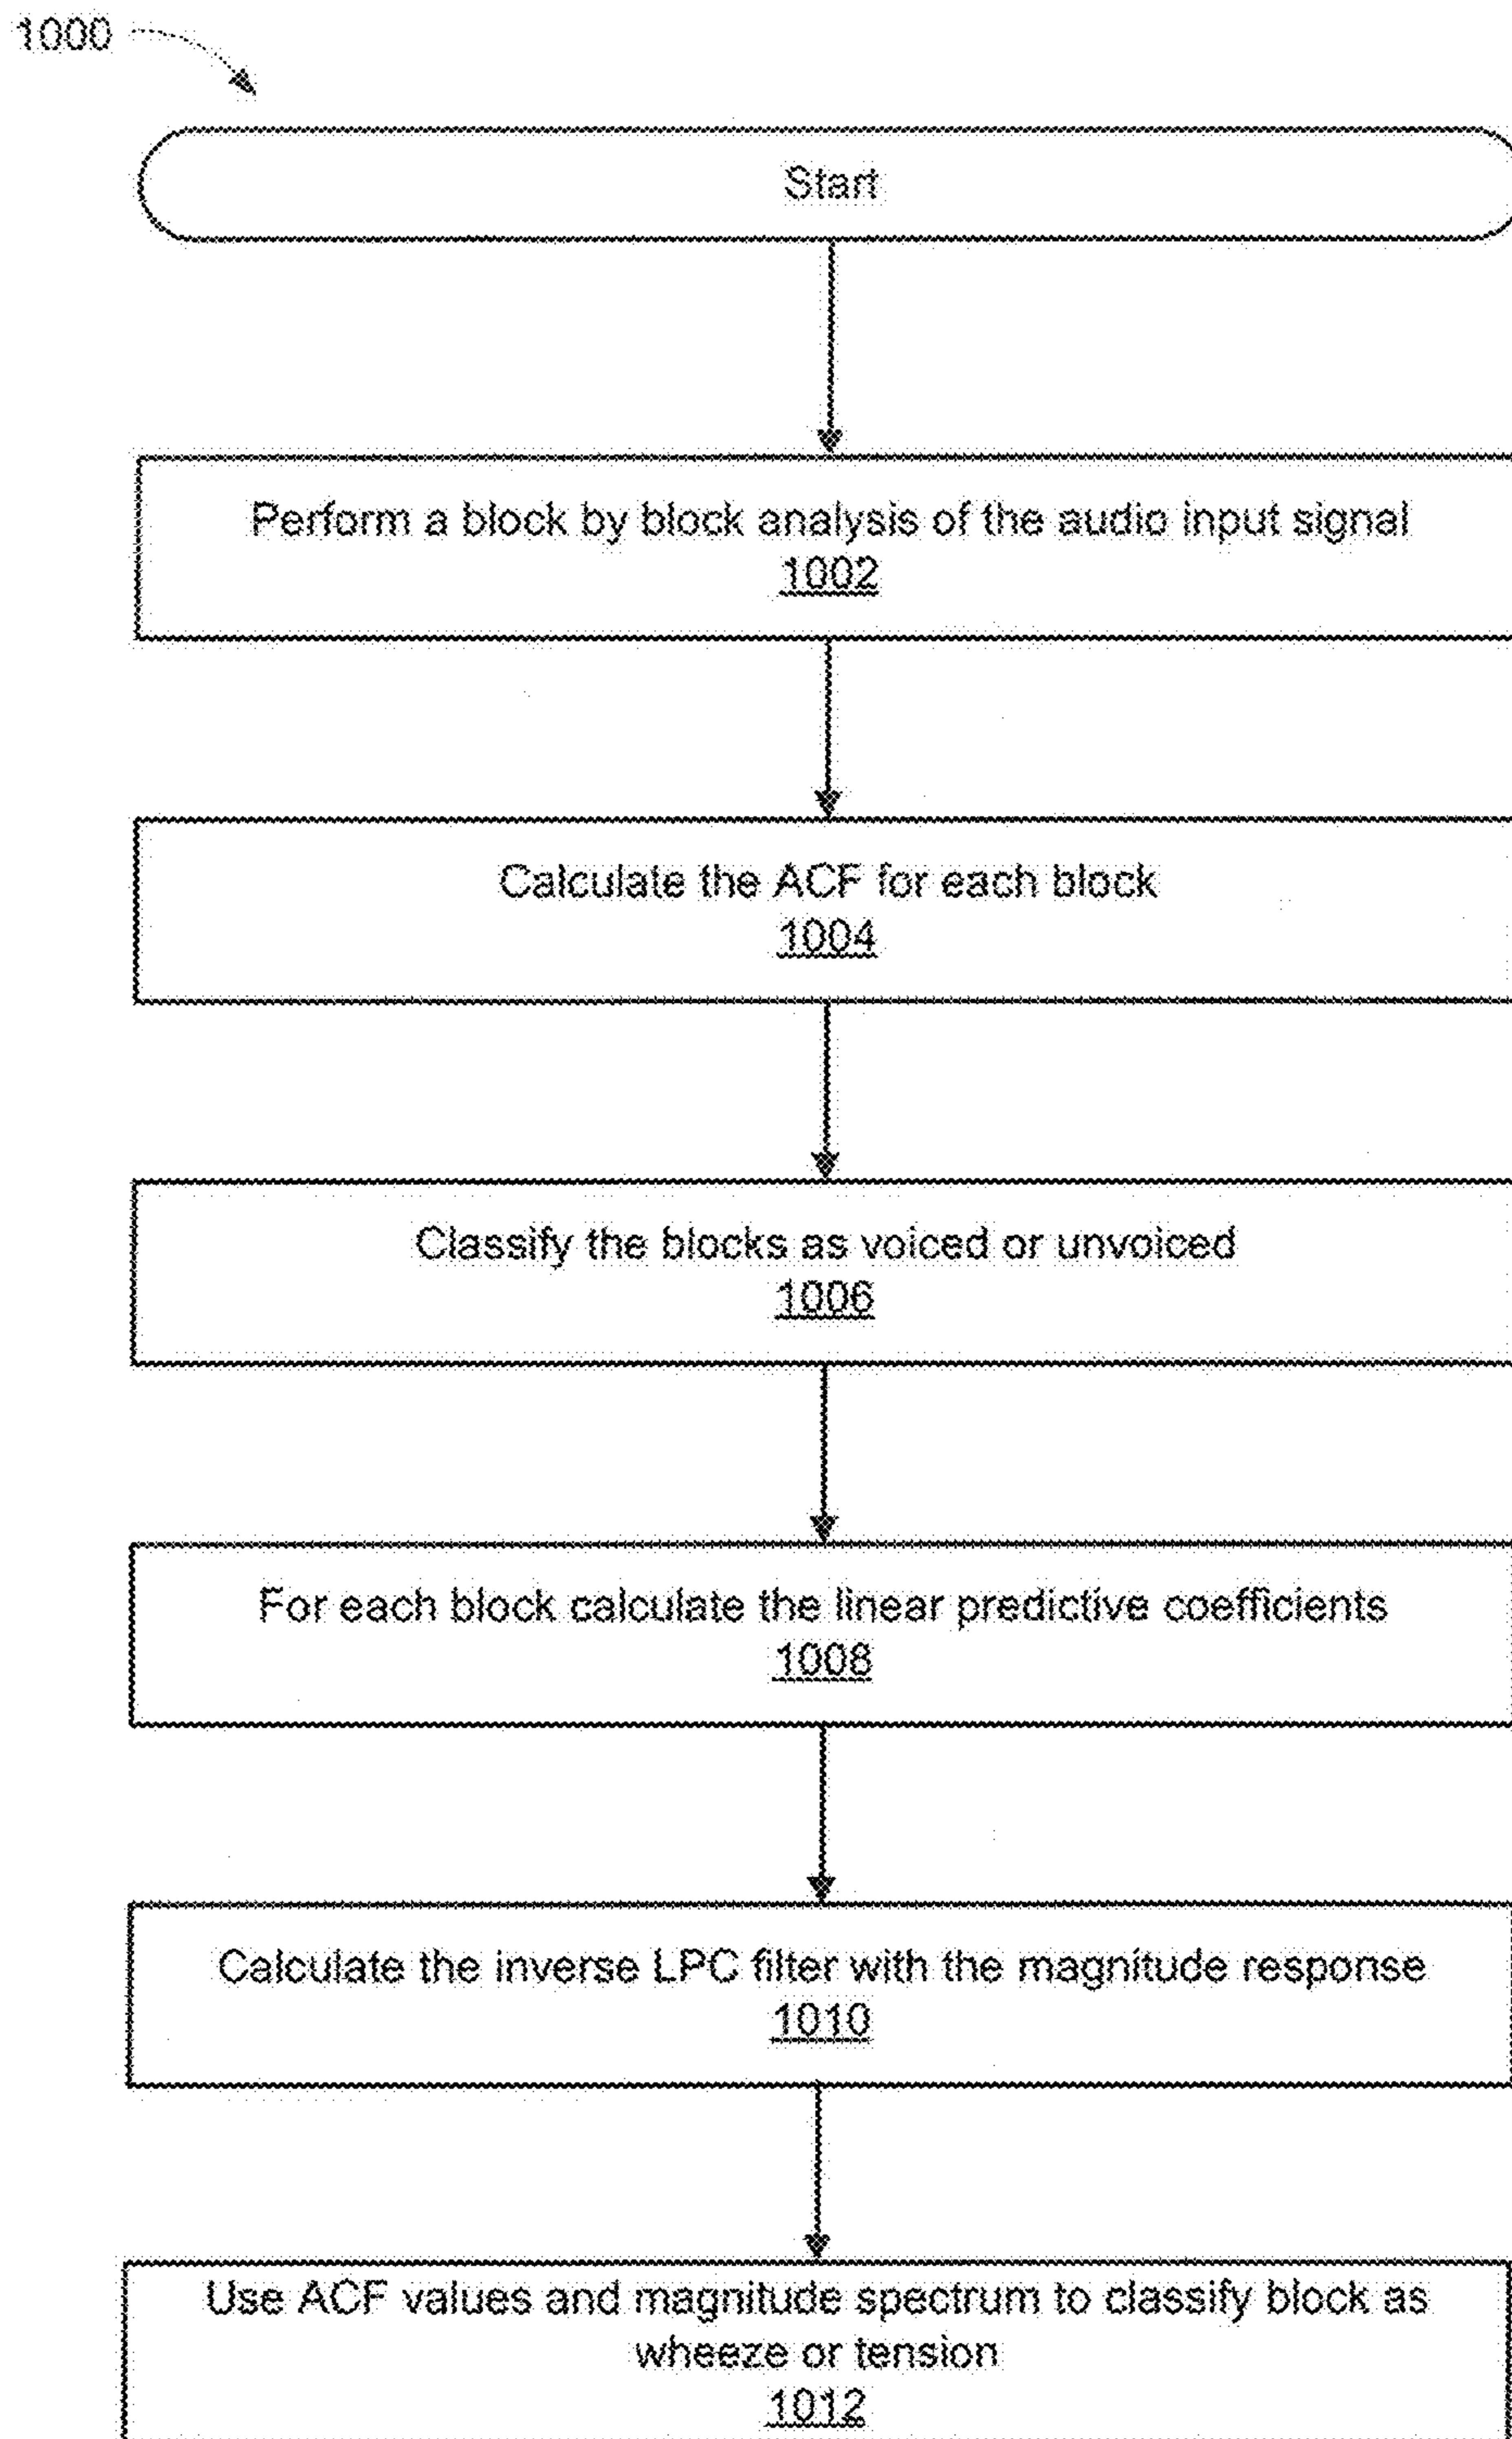 1000
Start
Perform a block by block analysis of the audio input signal
1002
Calculate the ACF for each block
1004
Classify the blocks as voiced or unvoiced
1006
For each block calculate the linear predictive coefficients
1008
Calculate the inverse LPC filter with the magnitude response
1010
Use ACF values and magnitude spectrum to classify block as
wheeze or tension
1012